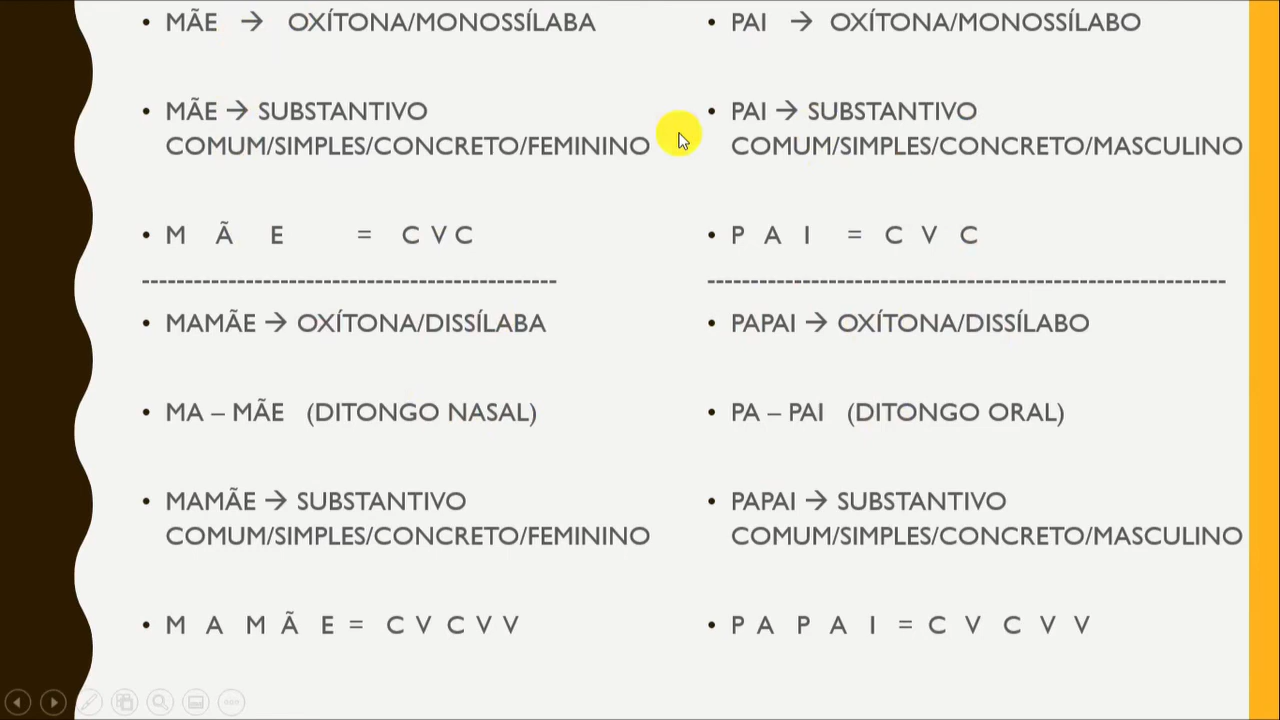 • MÃE → OXÍTONA/MONOSSÍLABA
• MÃE → SUBSTANTIVO
COMUM/SIMPLES/CONCRETO/FEMININO
• M Ã E = C V C
-----------------------------------------------
• MAMÃE → OXÍTONA/DISSÍLABA
• MA – MÃE (DITONGO NASAL)
• MAMÃE → SUBSTANTIVO
COMUM/SIMPLES/CONCRETO/FEMININO
• M A M Ã E = C V C V V
• PAI → OXÍTONA/MONOSSÍLABO
• PAI → SUBSTANTIVO
COMUM/SIMPLES/CONCRETO/MASCULINO
• P A I = C V C
-----------------------------------------------------------
• PAPAI → OXÍTONA/DISSÍLABO
• PA – PAI (DITONGO ORAL)
• PAPAI → SUBSTANTIVO
COMUM/SIMPLES/CONCRETO/MASCULINO
• P A P A I = C V C V V